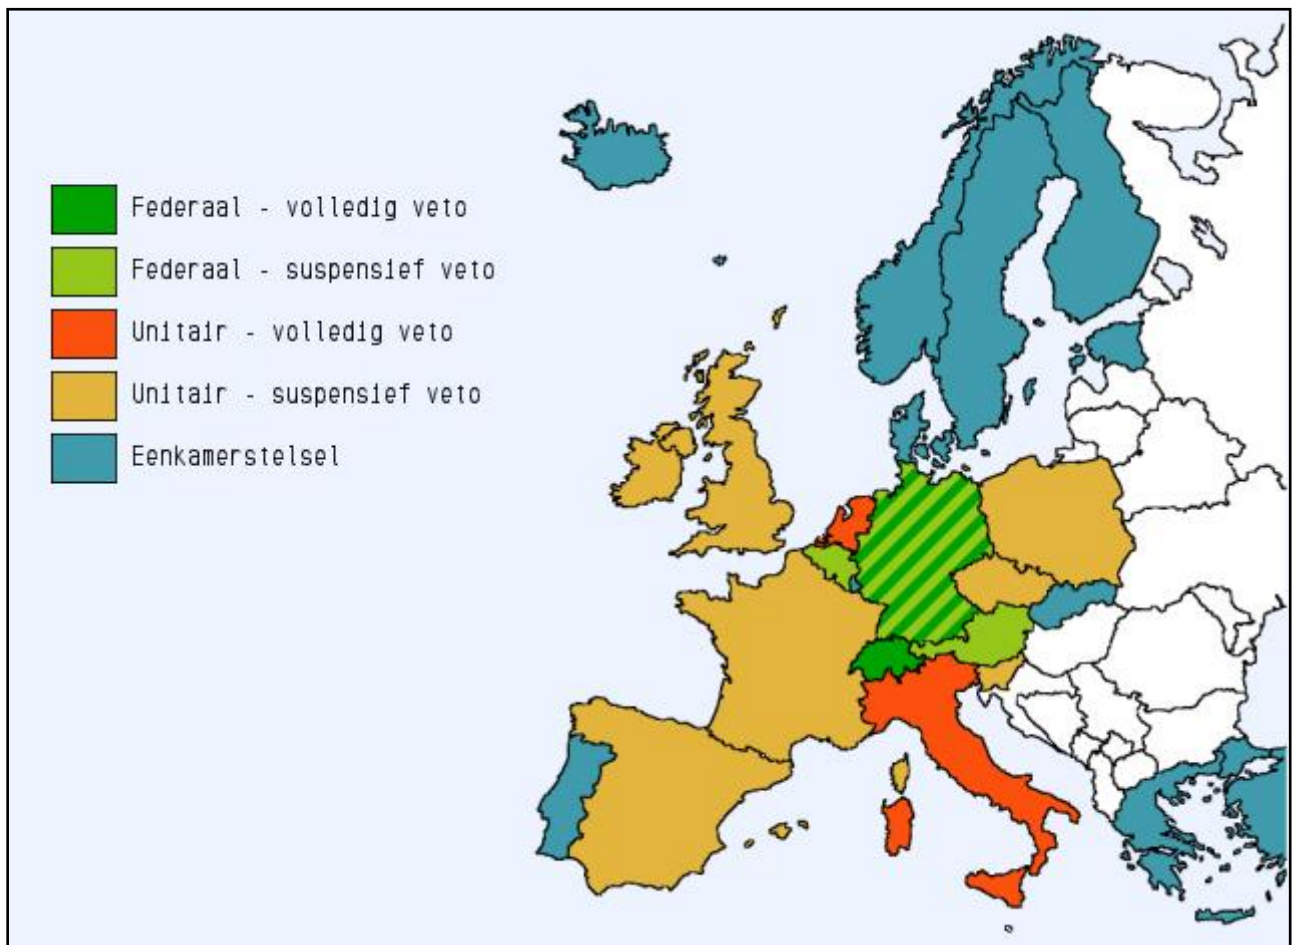 Federaal - volledig veto
Federaal - suspensief veto
Unitair - volledig veto
Unitair - suspensief veto
Eenkamerstelsel